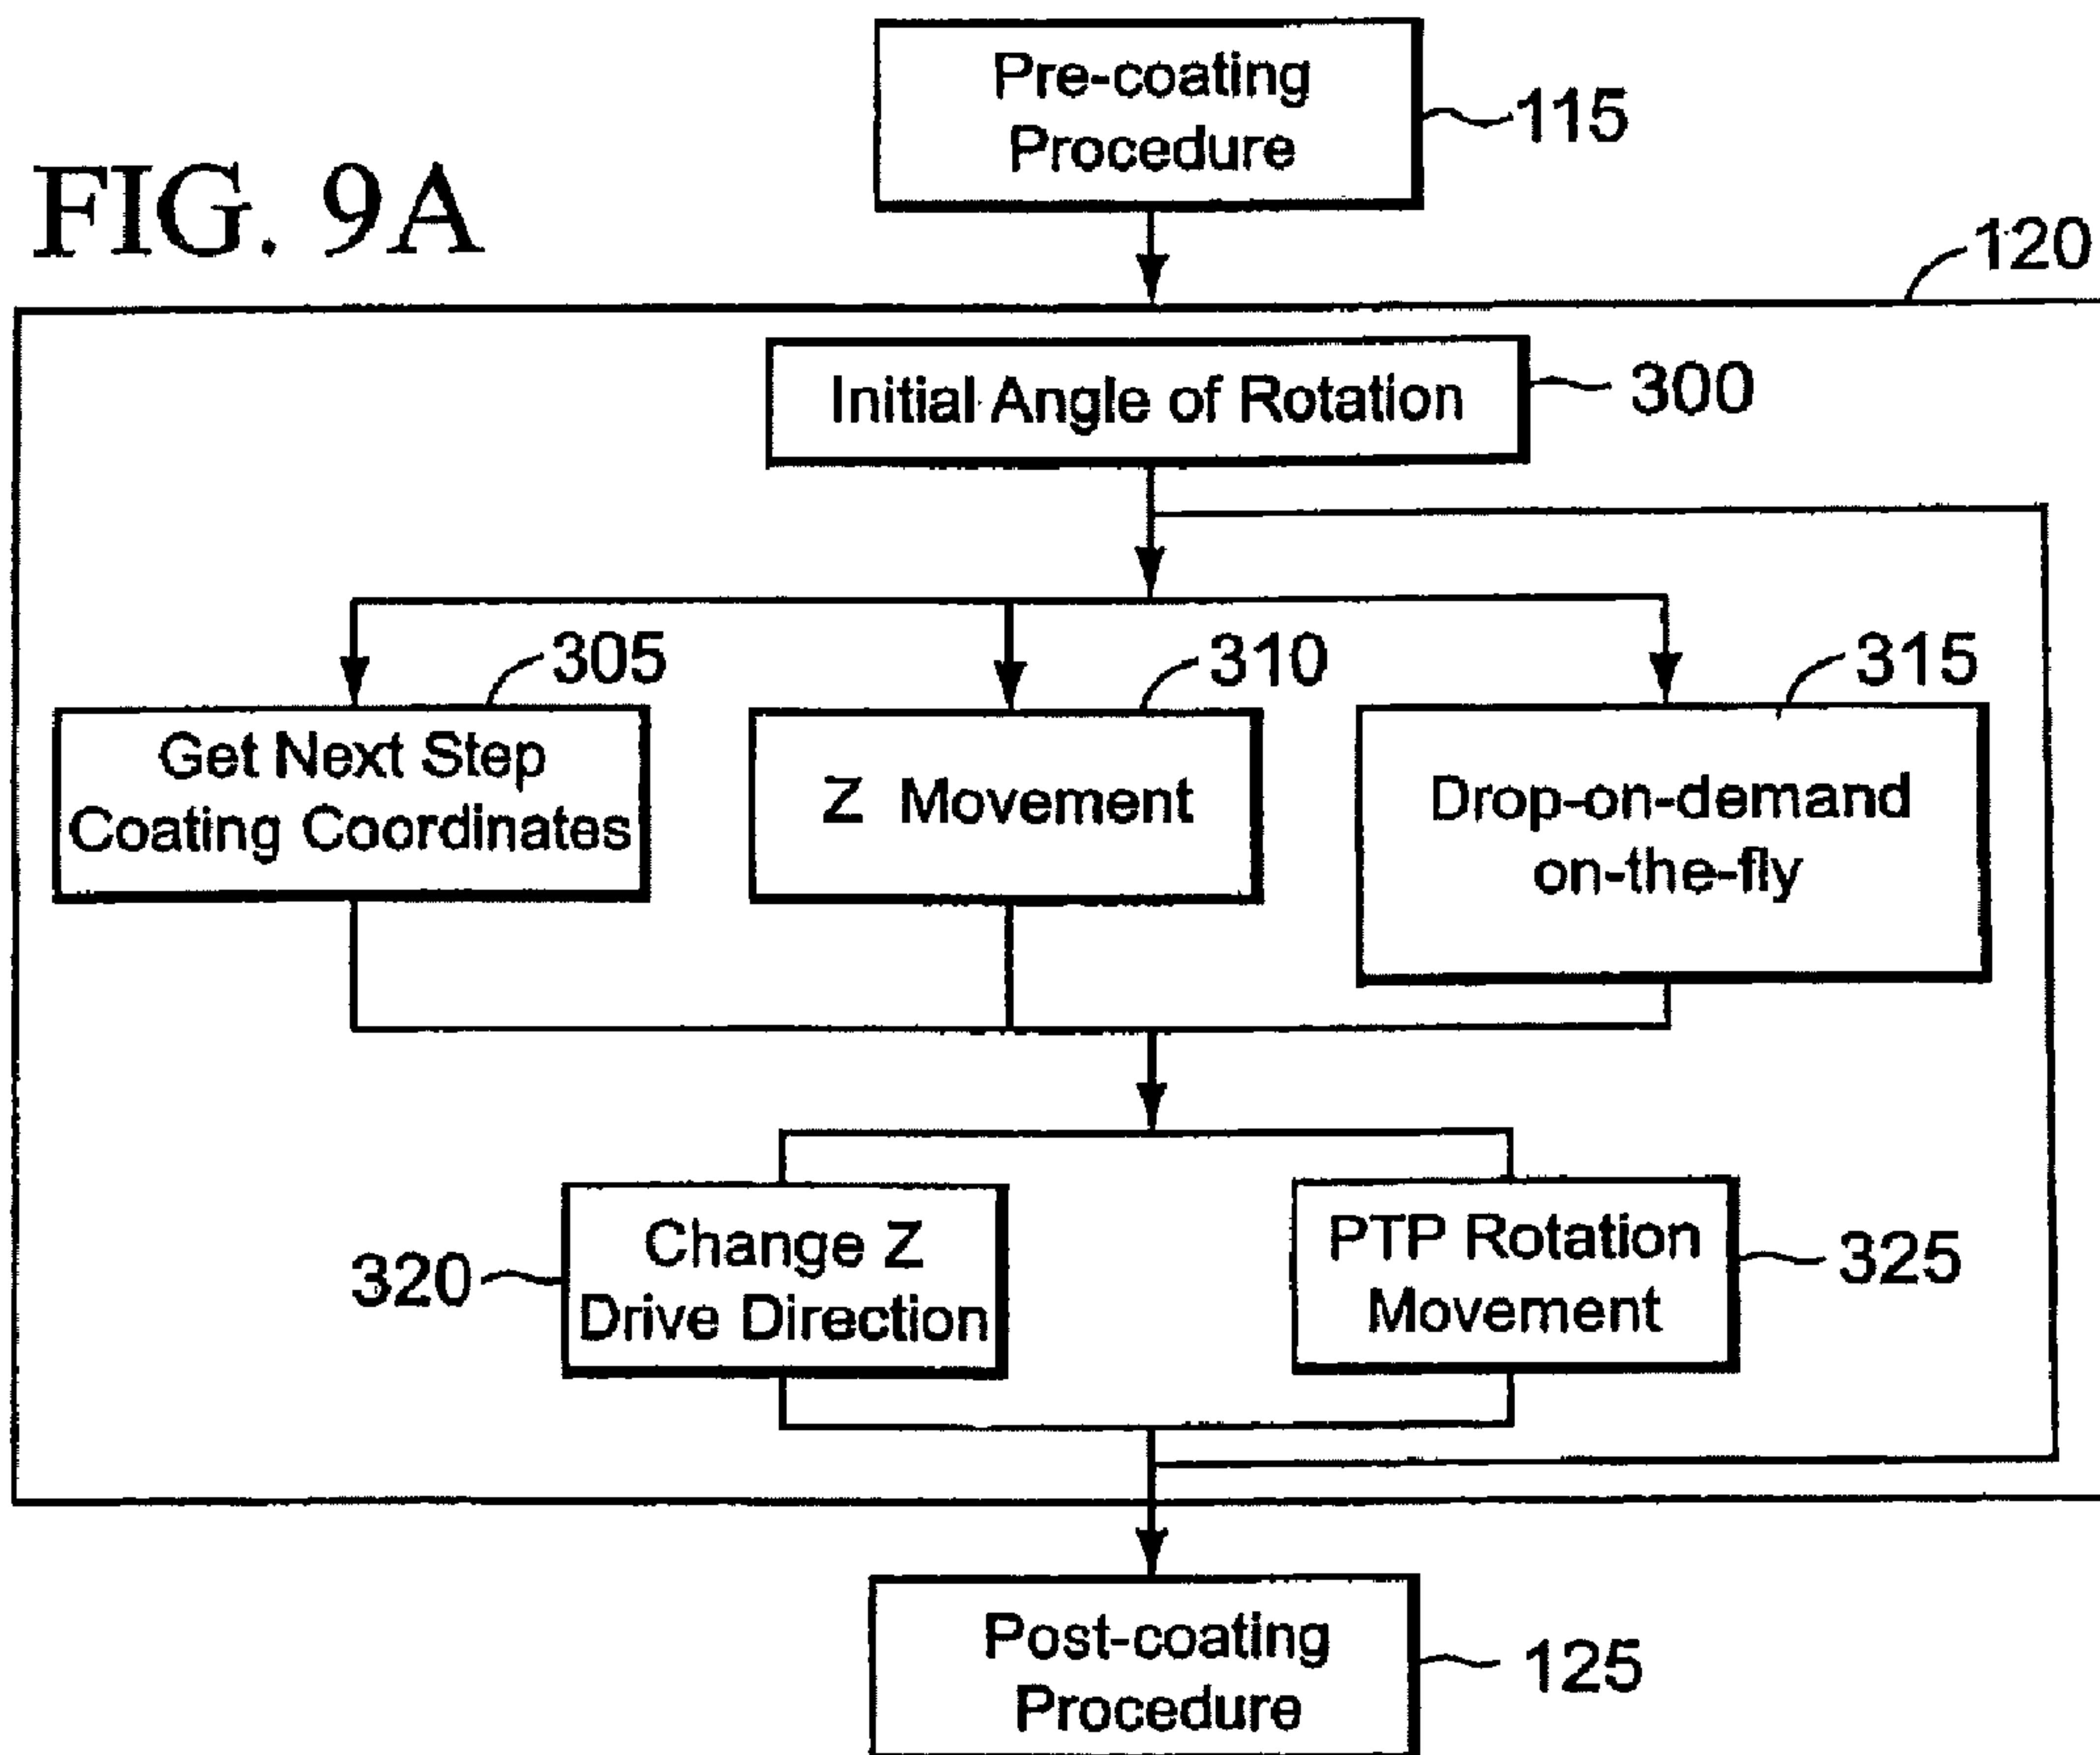 Pre-coating
Procedure
115
FIG. 9A
120
Initial Angle of Rotation
300
305
310
315
Get Next Step
Coating Coordinates
Z Movement
Drop-on-demand
on-the-fly
Change Z
Drive Direction
320
PTP Rotation
Movement
325
Post-coating
Procedure
125